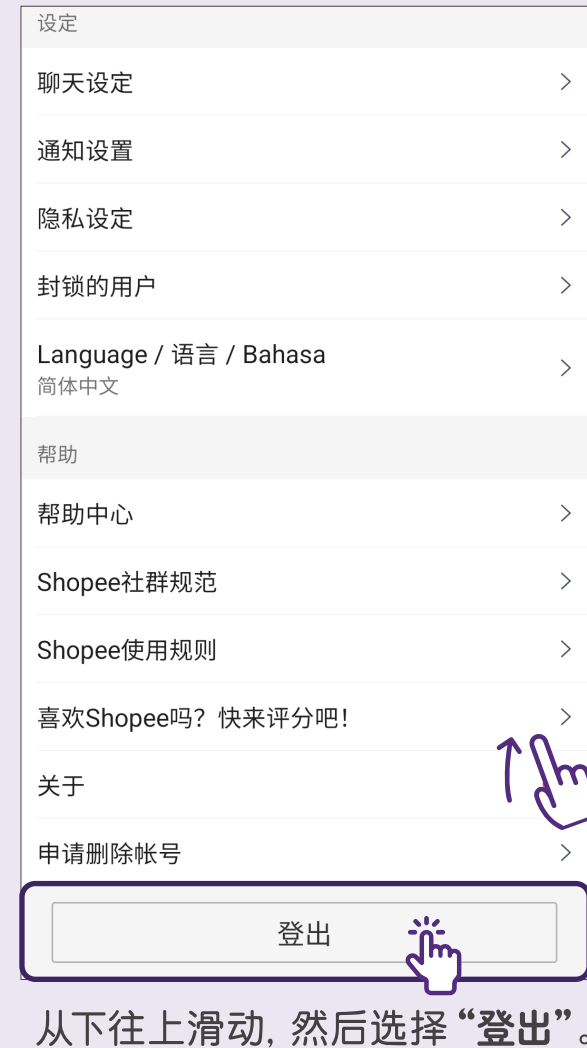 设定
聊天设定
通知设置
隐私设定
封锁的用户
Language / 语言 / Bahasa
简体中文
帮助
帮助中心
Shopee社群规范
Shopee使用规则
喜欢Shopee吗？快来评分吧！
关于
申请删除帐号
登出
从下往上滑动, 然后选择“登出”。